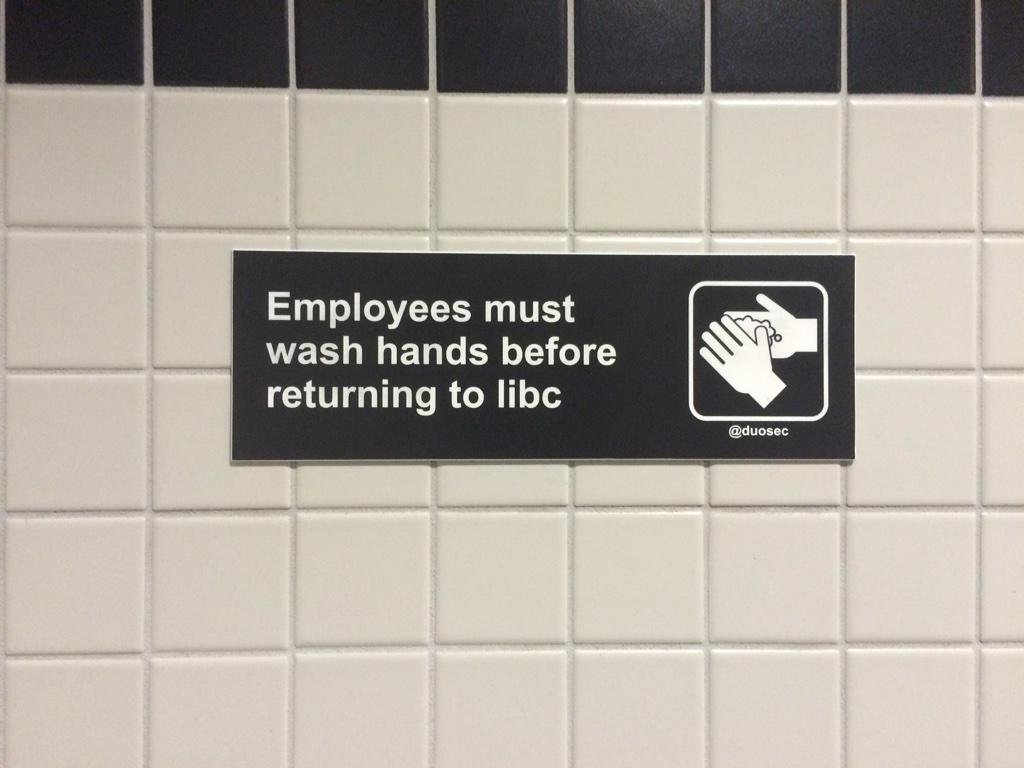 Employees must
wash hands before
returning to libc
@duosec